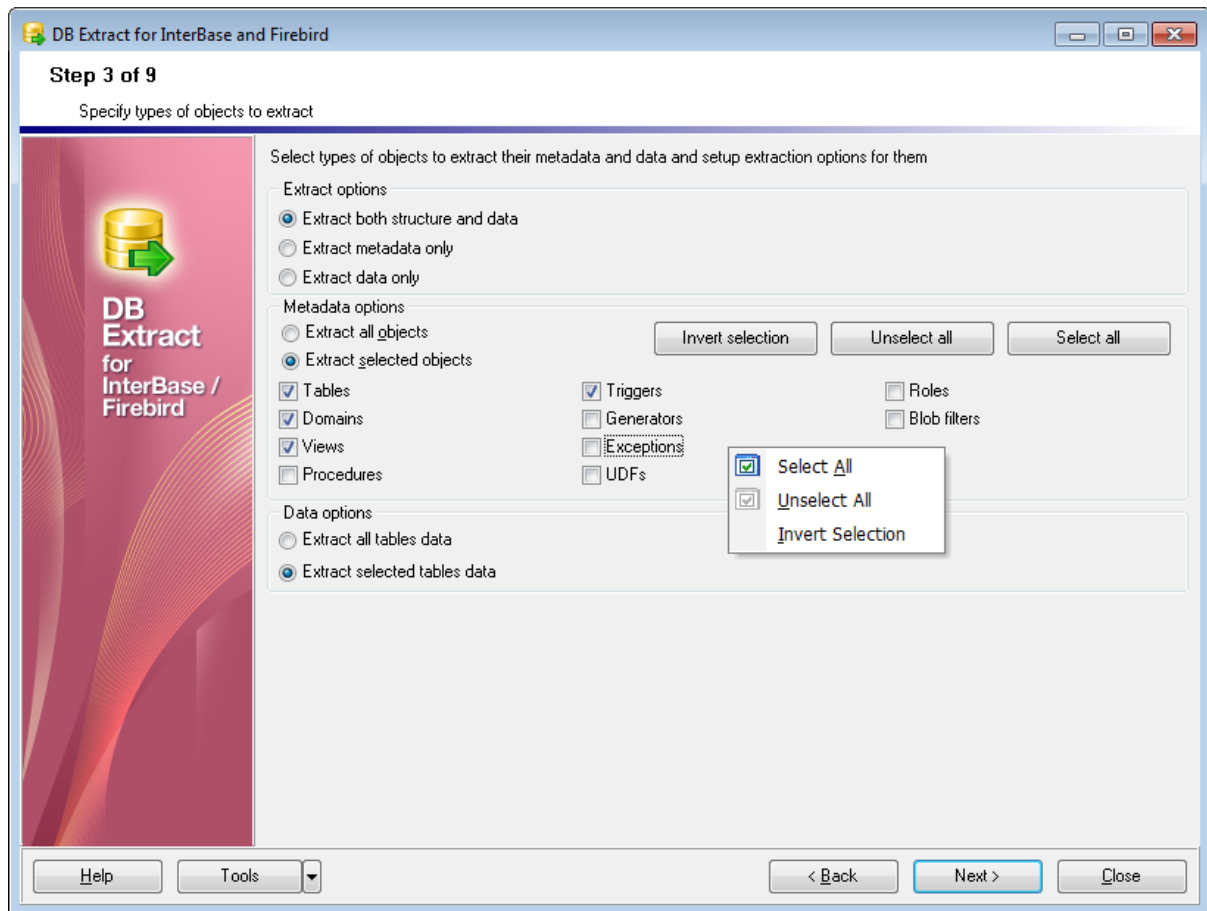 DB Extract for InterBase and Firebird
Step 3 of 9
Specify types of objects to extract
DB
Extract
for
InterBase /
Firebird
Select types of objects to extract their metadata and data and setup extraction options for them
Extract options
Extract both structure and data
Extract metadata only
Extract data only
Metadata options
Extract all objects
Extract selected objects
Invert selection
Unselect all
Select all
Tables
Triggers
Roles
Domains
Generators
Blob filters
Views
Exceptions
Procedures
UDFs
Select All
Unselect All
Invert Selection
Data options
Extract all tables data
Extract selected tables data
Help
Tools
< Back
Next >
Close